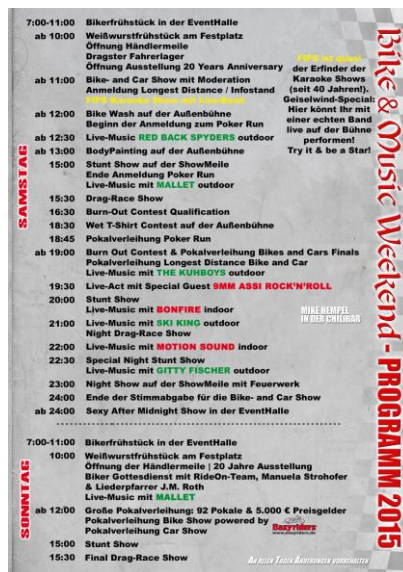 Bike & Music Weekend - PROGRAMM 2015
SAMSTAG
7:00-11:00 Bikerfrühstück in der EventHalle
ab 10:00 Weißwurstfrühstück am Festplatz
Öffnung Händlermeile
Dragster Fahrerlager
Öffnung Ausstellung 20 Years Anniversary
ab 11:00 Bike- and Car Show mit Moderation
Anmeldung Longest Distance / Infostand
FIPS Karaoke Show mit Live-Band
ab 12:00 Bike Wash auf der Außenbühne
Beginn der Anmeldung zum Poker Run
ab 12:30 Live-Music RED BACK SPYDERS outdoor
ab 13:00 BodyPainting auf der Außenbühne
15:00 Stunt Show auf der ShowMeile
Ende Anmeldung Poker Run
Live-Music mit MALLET outdoor
15:30 Drag-Race Show
16:30 Burn-Out Contest Qualification
18:30 Wet T-Shirt Contest auf der Außenbühne
18:45 Pokalverleihung Poker Run
ab 19:00 Burn Out Contest & Pokalverleihung Bikes and Cars Finals
Pokalverleihung Longest Distance Bike and Car
Live-Music mit THE KUHBOYS outdoor
19:30 Live-Act mit Special Guest 9MM ASSI ROCK'N'ROLL
20:00 Stunt Show
Live-Music mit BONFIRE indoor
21:00 Live-Music mit SKI KING outdoor
Night Drag-Race Show
22:00 Live-Music mit MOTION SOUND indoor
22:30 Special Night Stunt Show
Live-Music mit GITTY FISCHER outdoor
23:00 Night Show auf der ShowMeile mit Feuerwerk
24:00 Ende der Stimmabgabe für die Bike- and Car Show
ab 24:00 Sexy After Midnight Show in der EventHalle
der Erfinder der
Karaoke Shows
(seit 40 Jahren!).
Geiselwind-Special:
Hier könnt Ihr mit
einer echten Band
live auf der Bühne
performen!
Try it & be a Star!
MIKE HEMPEL
IN DER CHILIBAR
SONNTAG
7:00-11:00 Bikerfrühstück in der EventHalle
10:00 Weißwurstfrühstück am Festplatz
Öffnung der Händlermeile | 20 Jahre Ausstellung
Biker Gottesdienst mit RideOn-Team, Manuela Strohofer
& Liedpfarrer J.M. Roth
Live-Music mit MALLET
ab 12:00 Große Pokalverleihung: 92 Pokale & 5.000 € Preisgelder
Pokalverleihung Bike Show powered by
Pokalverleihung Car Show
15:00 Stunt Show
15:30 Final Drag-Race Show
AN ALLEN TAGEN ÄNDERUNGEN VORBEHALTEN